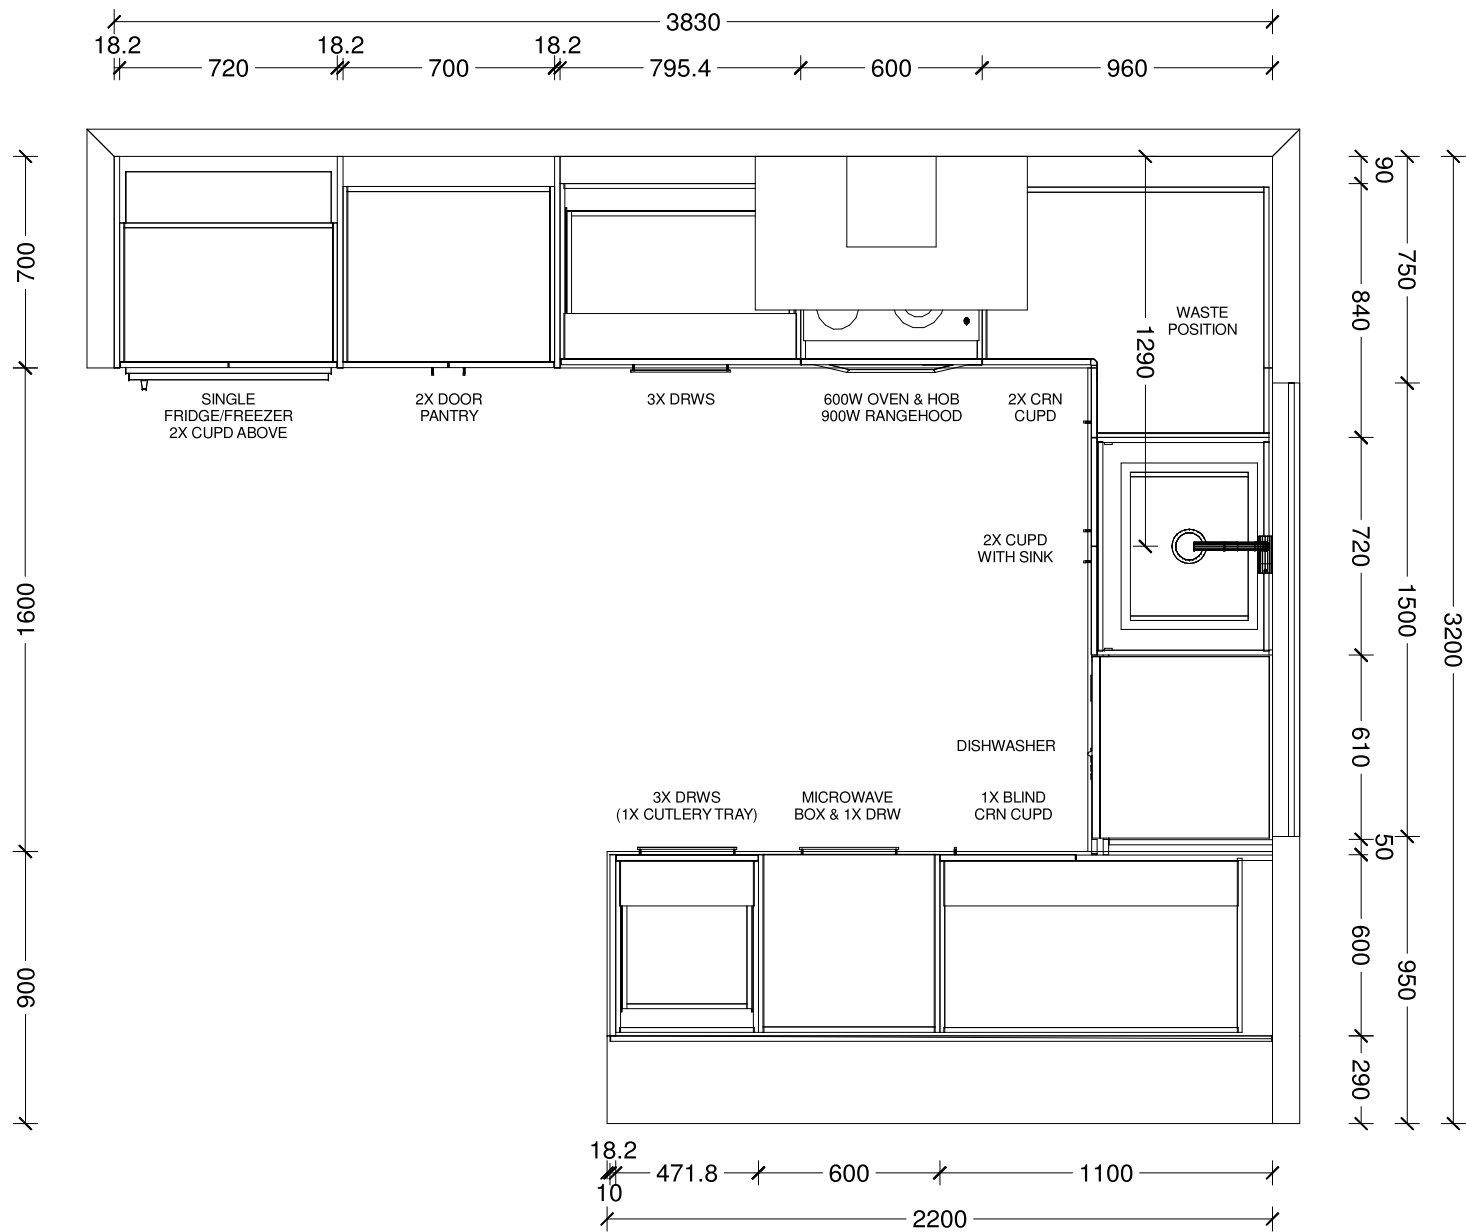 3830
18.2
18.2
18.2
720
700
795.4
600
960
90
700
750
840
WASTE
POSITION
1290
SINGLE
FRIDGE/FREEZER
2X CUPD ABOVE
2X DOOR
PANTRY
3X DRWS
600W OVEN & HOB
900W RANGEHOOD
2X CRN
CUPD
2X CUPD
WITH SINK
720
1600
1500
3200
DISHWASHER
610
3X DRWS
(1X CUTLERY TRAY)
MICROWAVE
BOX & 1X DRW
1X BLIND
CRN CUPD
50
900
600
950
290
18.2
10
471.8
600
1100
2200